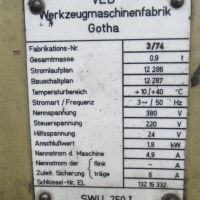 VEB
Werkzeugmaschinenfabrik
Gotha
Fabrikations-Nr. 3/74
Gesamtmasse 0,9 t
Stromlaufplan 12 286
Bauschaltplan 12 287
Temperaturbereich +10/+40 °C
Stromart / Frequenz 3~/50 Hz
Nennspannung 380 V
Steuerspannung 220 V
Hilfsspannung 24 V
Anschlußwert 1,8 kW
Nennstrom d. Maschine 4,9 A
Nennstrom der flink - A
Zuleit Sicherung träge 6 A
Schlüssel-Nr. EL 132 15 332
SWU 250 I